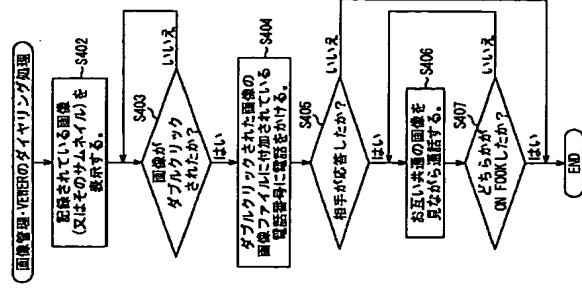 画像管理・VEWERのダイヤリング処理
~S402
記録されている画像
(又はそのサムネイル)を
表示する。
S403
画像が
ダブルクリック
されたか?
いいえ
はい
~S404
ダブルクリックされた画像の
画像ファイルに付加されている
電話番号に電話をかける。
S405
相手が応答したか?
いいえ
はい
~S406
お互い共通の画像を
見ながら通話する。
S407
どちらかが
ON FOOKしたか?
いいえ
はい
END